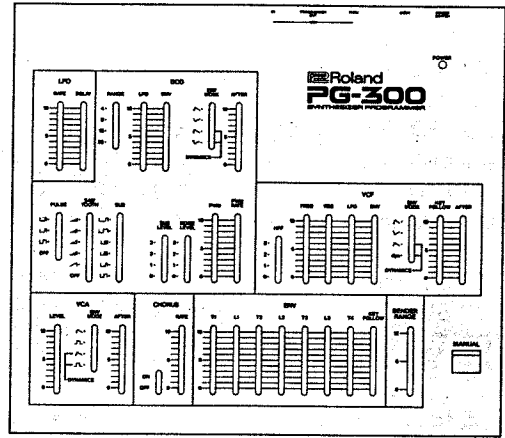 POWER
Roland
PG-300
SYNTHESIZER PROGRAMMER
LFO
RATE DELAY
DCO
RANGE LFO ENV
ENV MODE
AFTER
DYNAMICS
PULSE
SAW TOOTH
SUB
OFF
OFF
SUB LEVEL
NOISE LEVEL
PWM
PWM RATE
VCF
HPF
FREQ RES LFO ENV
ENV MODE
KEY FOLLOW
AFTER
DYNAMICS
VCA
LEVEL
ENV MODE
AFTER
DYNAMICS
CHORUS
RATE
ON
OFF
ENV
T1 L1 T2 L2 T3 L3 T4
KEY FOLLOW
BENDER RANGE
MANUAL